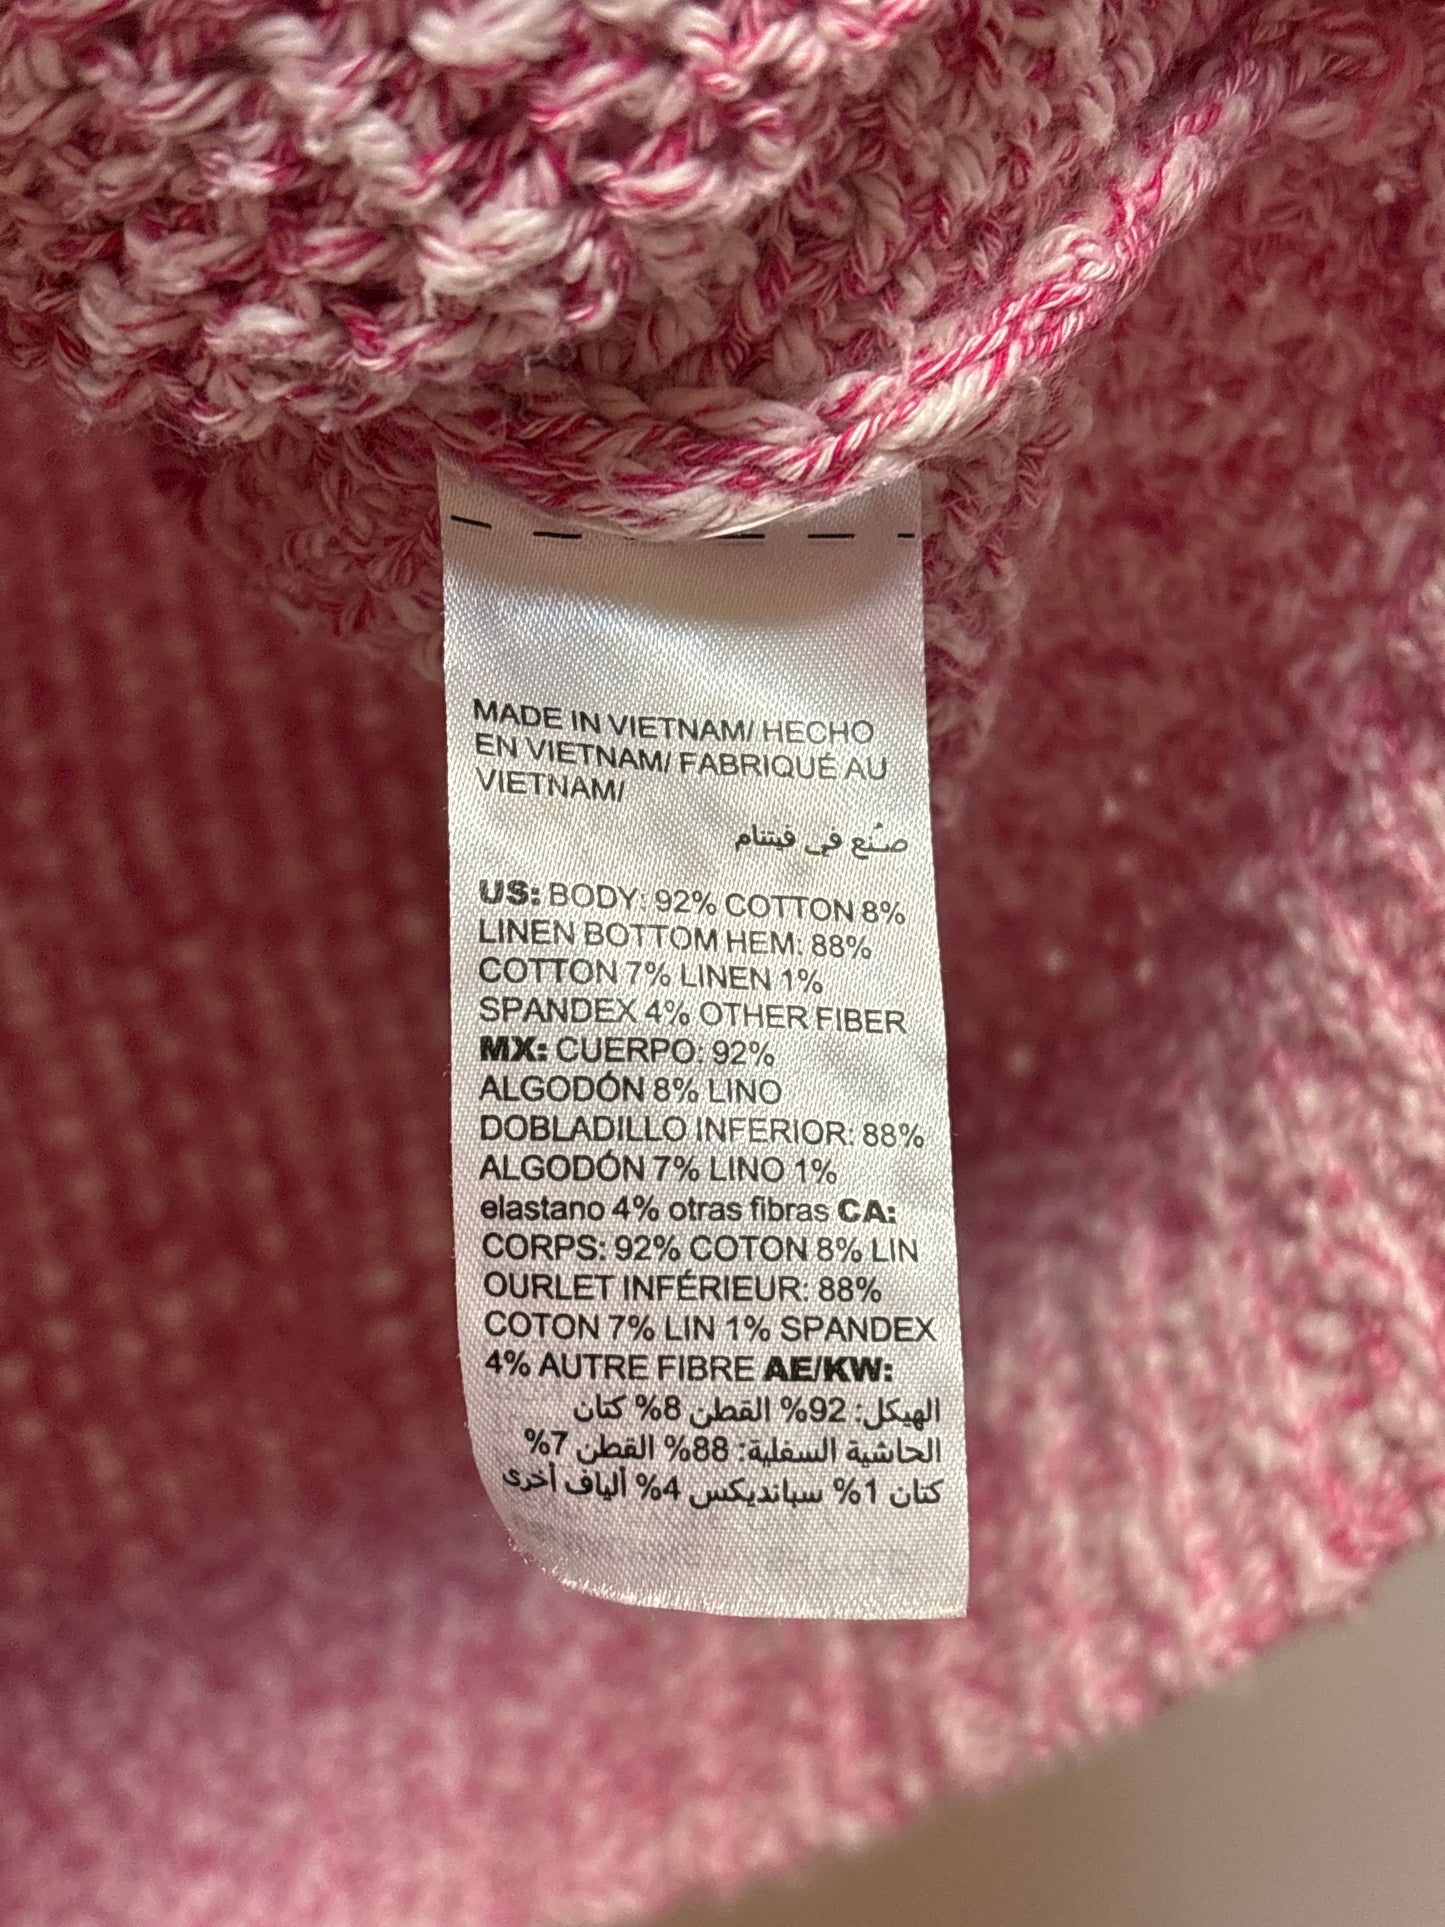 MADE IN VIETNAM/ HECHO
EN VIETNAM/ FABRIQUÉ AU
VIETNAM/
صُنع في فيتنام
US: BODY: 92% COTTON 8%
LINEN BOTTOM HEM: 88%
COTTON 7% LINEN 1%
SPANDEX 4% OTHER FIBER
MX: CUERPO: 92%
ALGODÓN 8% LINO
DOBLADILLO INFERIOR: 88%
ALGODÓN 7% LINO 1%
elastano 4% otras fibras CA:
CORPS: 92% COTON 8% LIN
OURLET INFÉRIEUR: 88%
COTON 7% LIN 1% SPANDEX
4% AUTRE FIBRE AE/KW:
الهيكل: 92% القطن 8% كتان
الحاشية السفلية: 88% القطن 7%
كتان 1% سباندیکس 4% ألياف أخرى